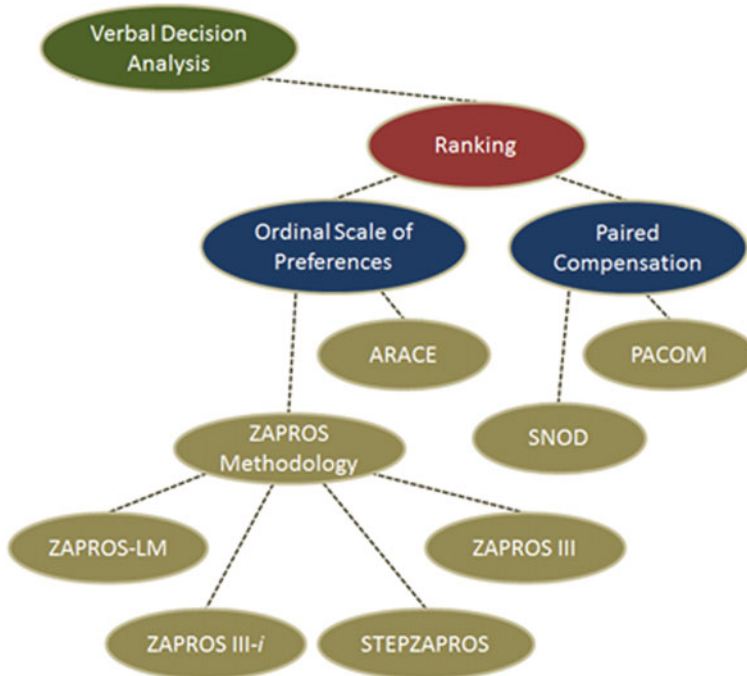 Verbal Decision
Analysis
Ranking
Ordinal Scale of
Preferences
Paired
Compensation
ARACE
PACOM
ZAPROS
Methodology
SNOD
ZAPROS-LM
ZAPROS III
ZAPROS III-i
STEPZAPROS